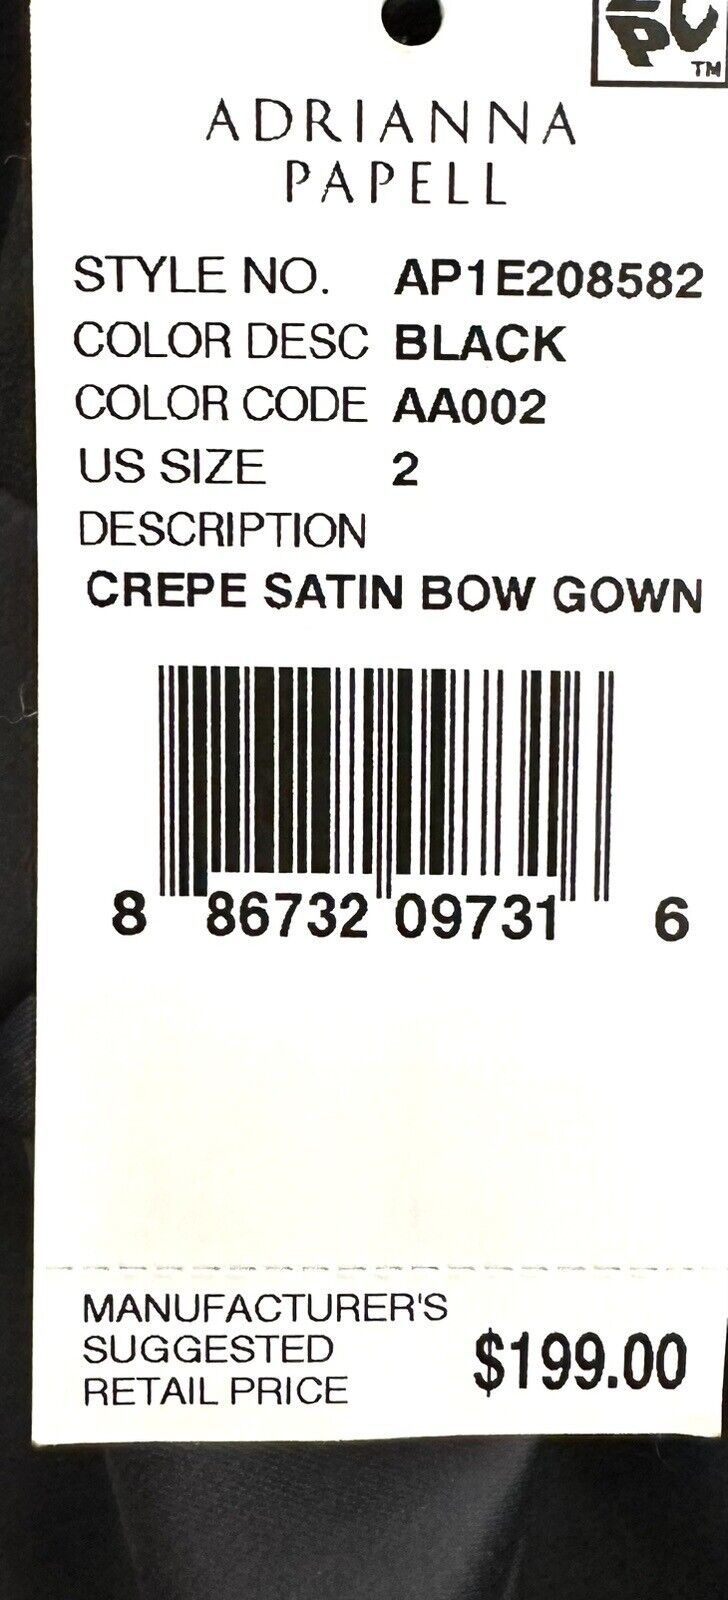 TM
ADRIANNA
PAPELL
STYLE NO. AP1E208582
COLOR DESC BLACK
COLOR CODE AA002
US SIZE 2
DESCRIPTION
CREPE SATIN BOW GOWN
8 86732 09731 6
MANUFACTURER'S
SUGGESTED
RETAIL PRICE
$199.00